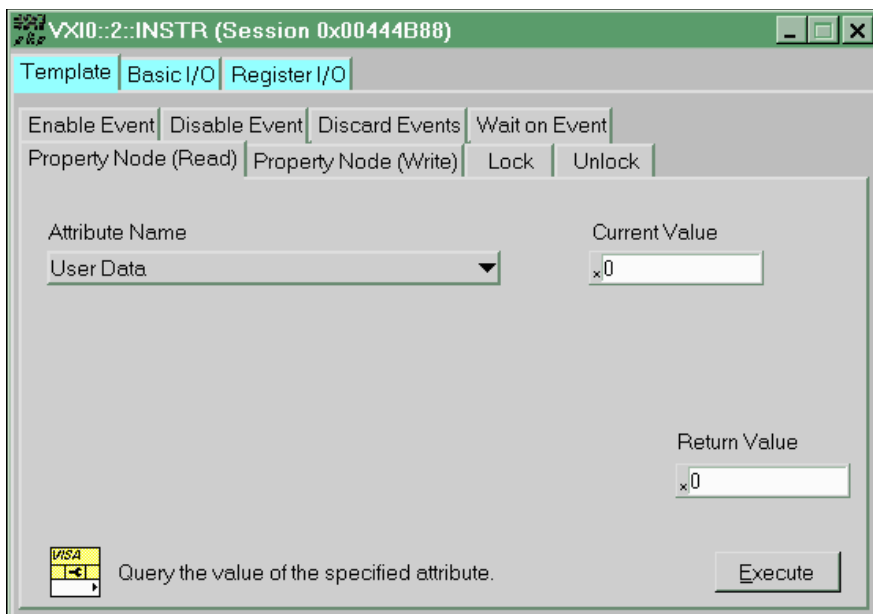 VXI0::2::INSTR (Session 0x00444B88)
Template Basic I/O Register I/O
Enable Event Disable Event Discard Events Wait on Event
Property Node (Read) Property Node (Write) Lock Unlock
Attribute Name Current Value
User Data x0
Return Value
x0
VISA
Query the value of the specified attribute. Execute